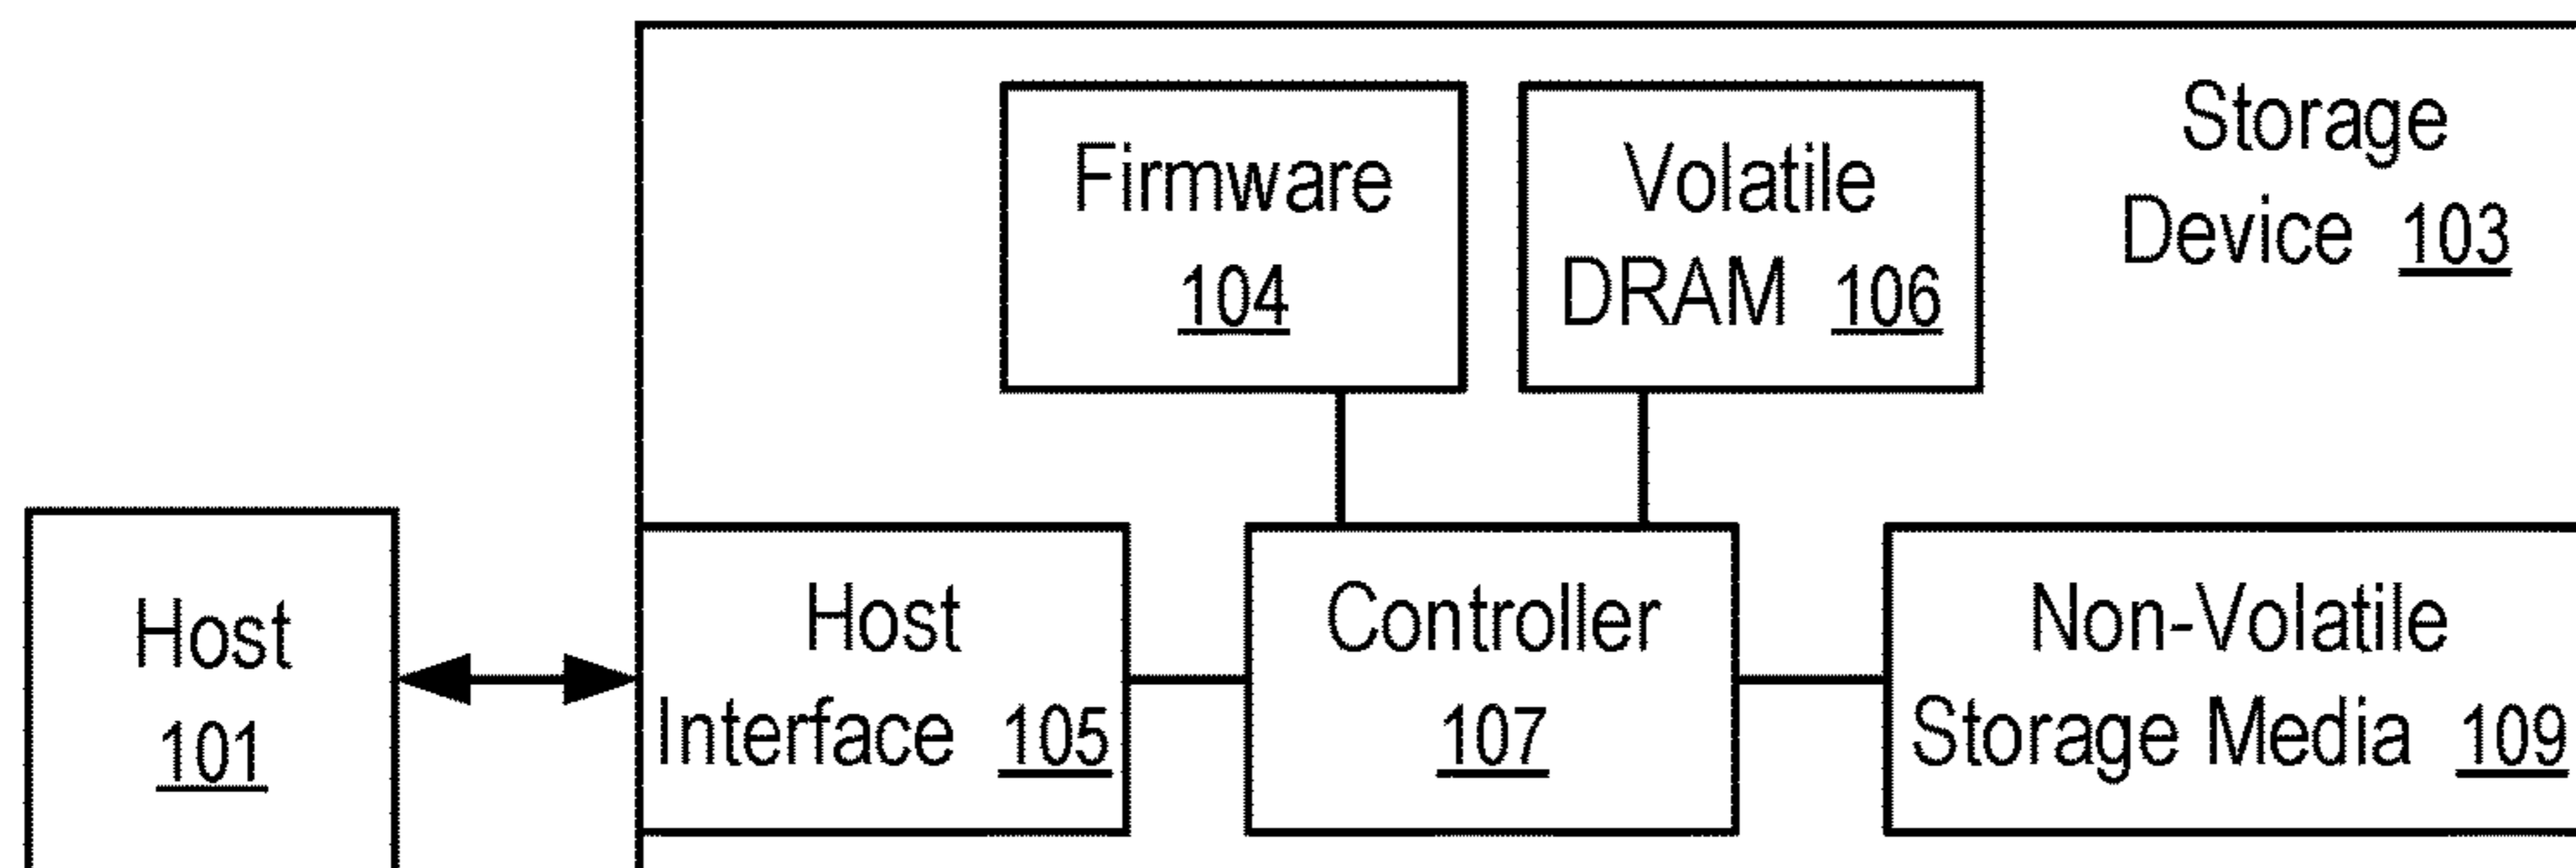 Storage
Device 103
Firmware
104
Volatile
DRAM 106
Host
101
Host
Interface 105
Controller
107
Non-Volatile
Storage Media 109